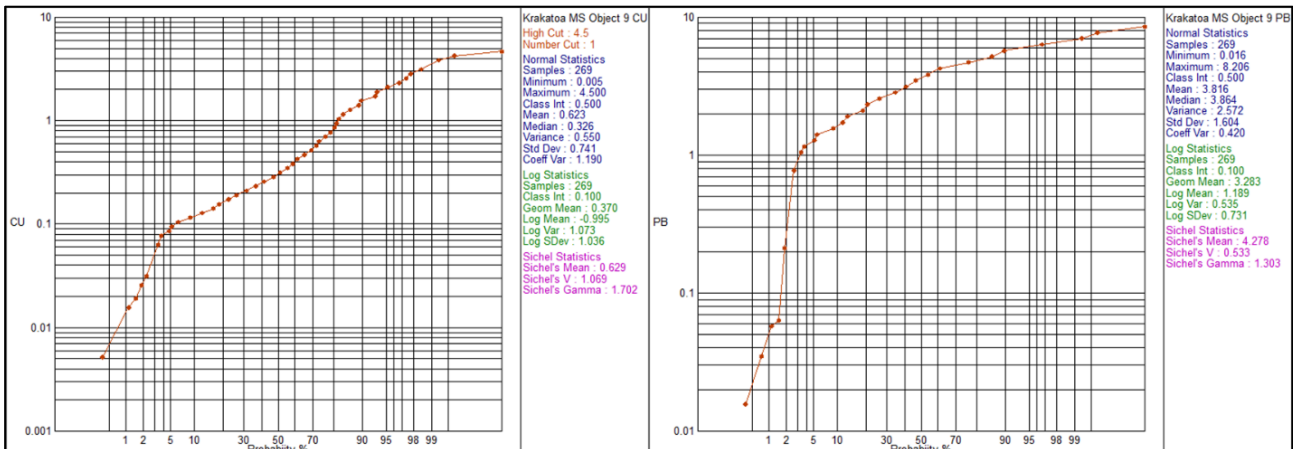 10
1
CU
0.1
0.01
0.001
1 2 5 10 30 50 70 90 95 98 99
Probability %
Krakatoa MS Object 9 CU
High Cut : 4.5
Number Cut : 1
Normal Statistics
Samples : 269
Minimum : 0.005
Maximum : 4.500
Class Int : 0.500
Mean : 0.623
Median : 0.326
Variance : 0.550
Std Dev : 0.741
Coeff Var : 1.190
Log Statistics
Samples : 269
Class Int : 0.100
Geom Mean : 0.370
Log Mean : -0.995
Log Var : 1.073
Log SDev : 1.036
Sichel Statistics
Sichel's Mean : 0.629
Sichel's V : 1.069
Sichel's Gamma : 1.702
10
1
PB
0.1
0.01
1 2 5 10 30 50 70 90 95 98 99
Probability %
Krakatoa MS Object 9 PB
Normal Statistics
Samples : 269
Minimum : 0.016
Maximum : 8.206
Class Int : 0.500
Mean : 3.816
Median : 3.864
Variance : 2.572
Std Dev : 1.604
Coeff Var : 0.420
Log Statistics
Samples : 269
Class Int : 0.100
Geom Mean : 3.283
Log Mean : 1.189
Log Var : 0.535
Log SDev : 0.731
Sichel Statistics
Sichel's Mean : 4.278
Sichel's V : 0.533
Sichel's Gamma : 1.303